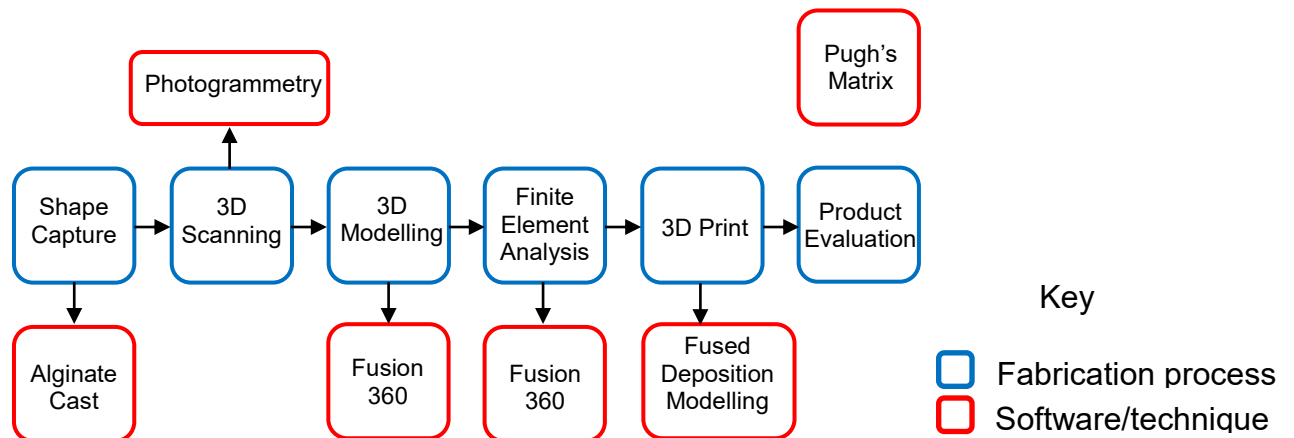 Pugh's
Matrix
Photogrammetry
Shape
Capture
3D
Scanning
3D
Modelling
Finite
Element
Analysis
3D Print
Product
Evaluation
Alginate
Cast
Fusion
360
Fusion
360
Fused
Deposition
Modelling
Key
Fabrication process
Software/technique